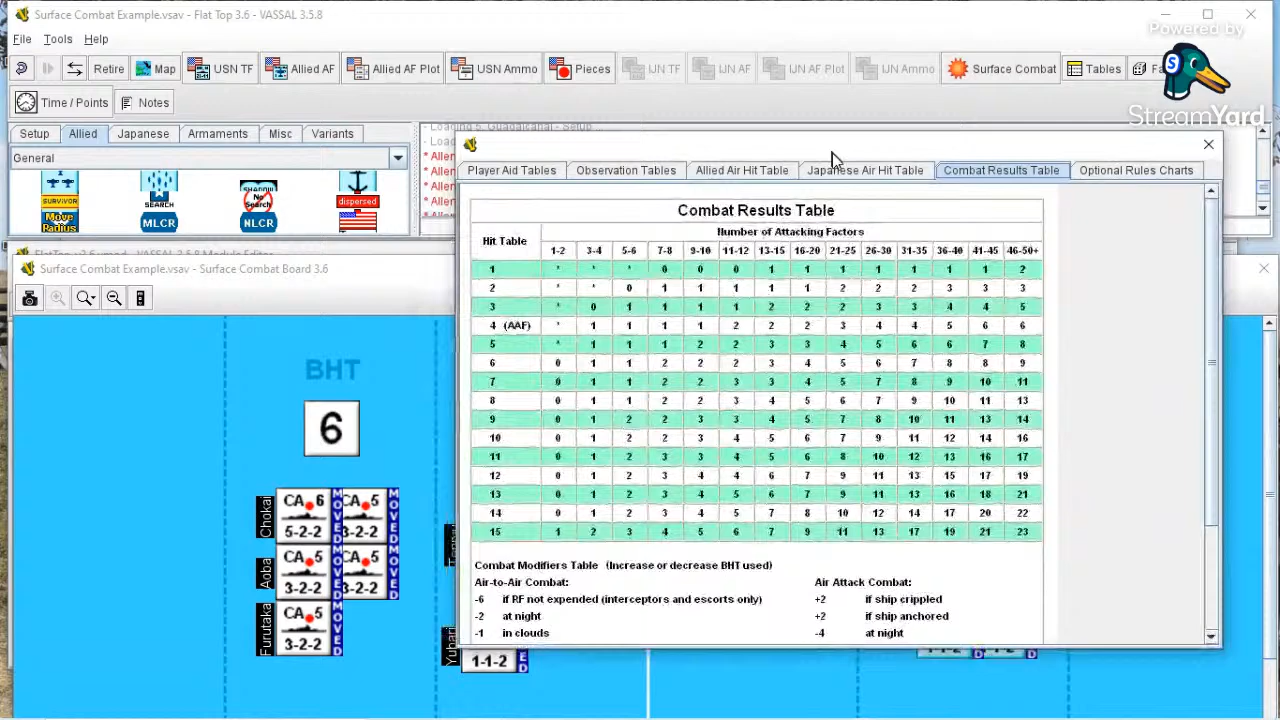 Surface Combat Example.vsav - Flat Top 3.6 - VASSAL 3.5.8
Powered by
StreamYard
File Tools Help
Retire Map USN TF Allied AF Allied AF Plot USN Ammo Pieces UN TF UN AF UN AF Plot UN Ammo Surface Combat Tables
Time / Points Notes
Setup Allied Japanese Armaments Misc Variants
General
SURVIVOR SEARCH No Search dispersed
Move Radius MLCR NLCR
Surface Combat Example.vsav - Surface Combat Board 3.6
Player Aid Tables Observation Tables Allied Air Hit Table Japanese Air Hit Table Combat Results Table Optional Rules Charts
Combat Results Table
Hit Table Number of Attacking Factors
1-2 3-4 5-6 7-8 9-10 11-12 13-15 16-20 21-25 26-30 31-35 36-40 41-45 46-50+
1 * * * 0 0 0 1 1 1 1 1 1 1 2
2 * * 0 1 1 1 1 1 2 2 2 3 3 3
3 * 0 1 1 1 1 2 2 2 3 3 4 4 5
4 (AAF) * 1 1 1 1 2 2 2 3 4 4 5 6 6
5 * 1 1 1 2 2 3 3 4 5 6 6 7 8
6 0 1 1 2 2 2 3 4 5 6 7 8 8 9
7 0 1 1 2 2 3 3 4 5 7 8 9 10 11
8 0 1 1 2 2 3 4 5 6 7 9 10 11 13
9 0 1 2 2 3 3 4 5 7 8 10 11 13 14
10 0 1 2 2 3 4 5 6 7 9 11 12 14 16
11 0 1 2 3 3 4 5 6 8 10 12 13 16 17
12 0 1 2 3 4 4 6 7 9 11 13 15 17 19
13 0 1 2 3 4 5 6 7 9 11 13 16 18 21
14 0 1 2 3 4 5 7 8 10 12 14 17 20 22
15 1 2 3 4 5 6 7 9 11 13 17 19 21 23
Combat Modifiers Table (Increase or decrease BHT used)
Air-to-Air Combat:
-6 if RF not expended (interceptors and escorts only)
-2 at night
-1 in clouds
Air Attack Combat:
+2 if ship crippled
+2 if ship anchored
-4 at night
BHT
6
Chokai CA 6 5-2-2 MOVED CA 5 3-2-2 MOVED
Aoba CA 5 3-2-2 MOVED CA 5 3-2-2 MOVED
Furutaka CA 5 3-2-2 MOVED
Yubari 1-1-2